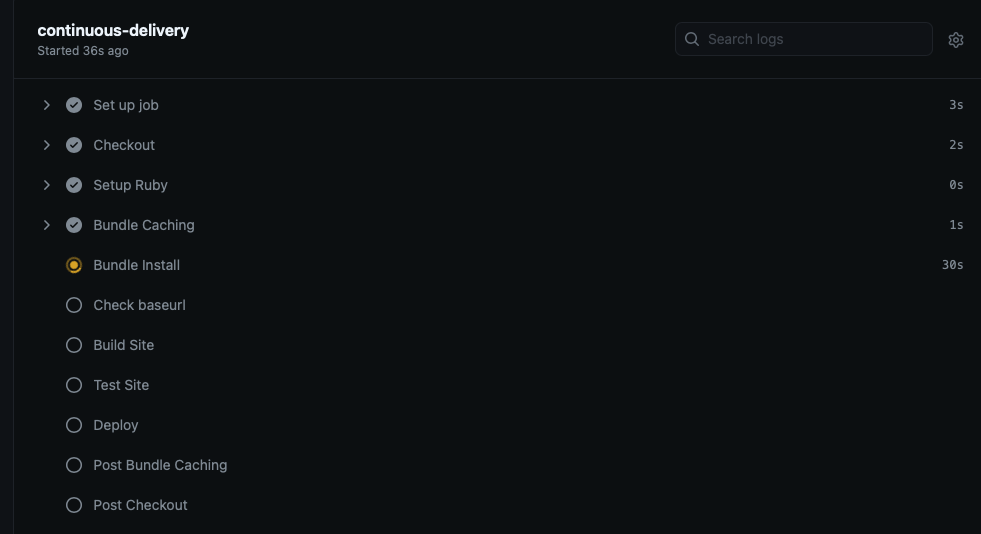 continuous-delivery
Started 36s ago
Search logs
Set up job 3s
Checkout 2s
Setup Ruby 0s
Bundle Caching 1s
Bundle Install 30s
Check baseurl
Build Site
Test Site
Deploy
Post Bundle Caching
Post Checkout